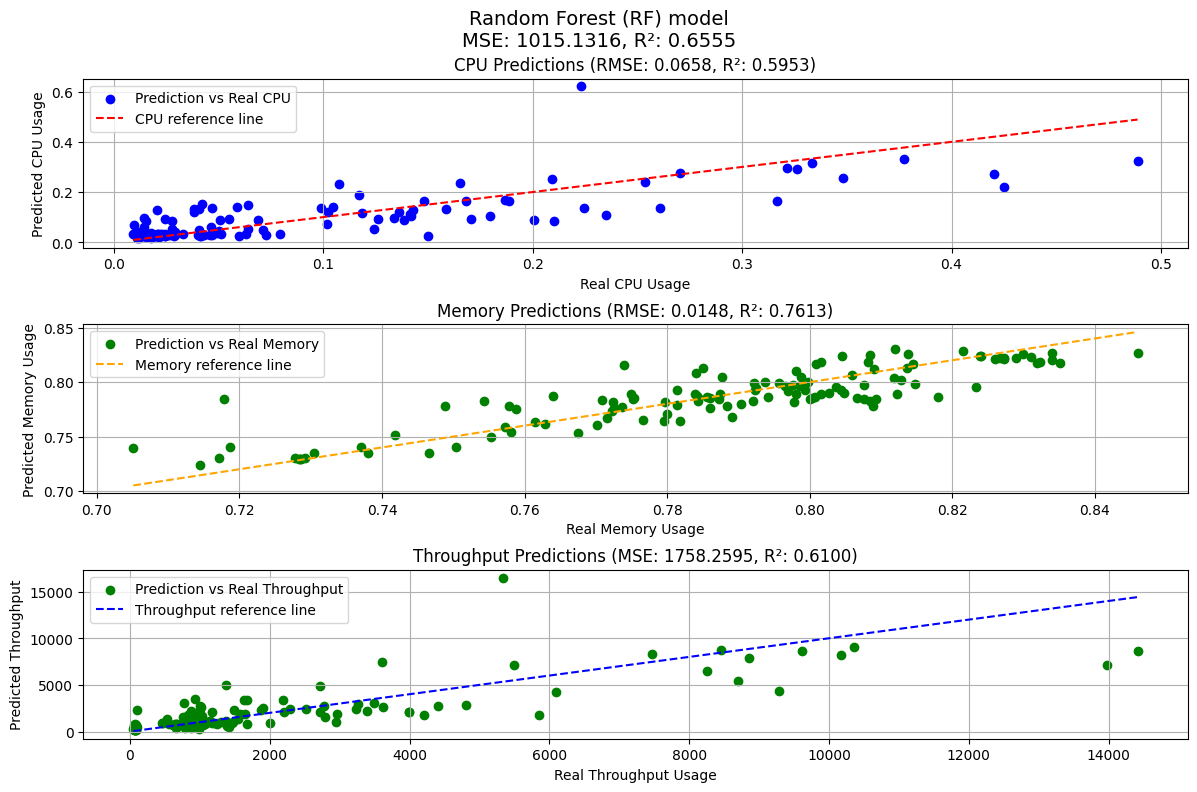 Random Forest (RF) model
MSE: 1015.1316, R²: 0.6555
CPU Predictions (RMSE: 0.0658, R²: 0.5953)
Predicted CPU Usage
0.6
0.4
0.2
0.0
Prediction vs Real CPU
CPU reference line
0.0 0.1 0.2 0.3 0.4 0.5
Real CPU Usage
Memory Predictions (RMSE: 0.0148, R²: 0.7613)
Predicted Memory Usage
0.85
0.80
0.75
0.70
Prediction vs Real Memory
Memory reference line
0.70 0.72 0.74 0.76 0.78 0.80 0.82 0.84
Real Memory Usage
Throughput Predictions (MSE: 1758.2595, R²: 0.6100)
Predicted Throughput
15000
10000
5000
0
Prediction vs Real Throughput
Throughput reference line
0 2000 4000 6000 8000 10000 12000 14000
Real Throughput Usage